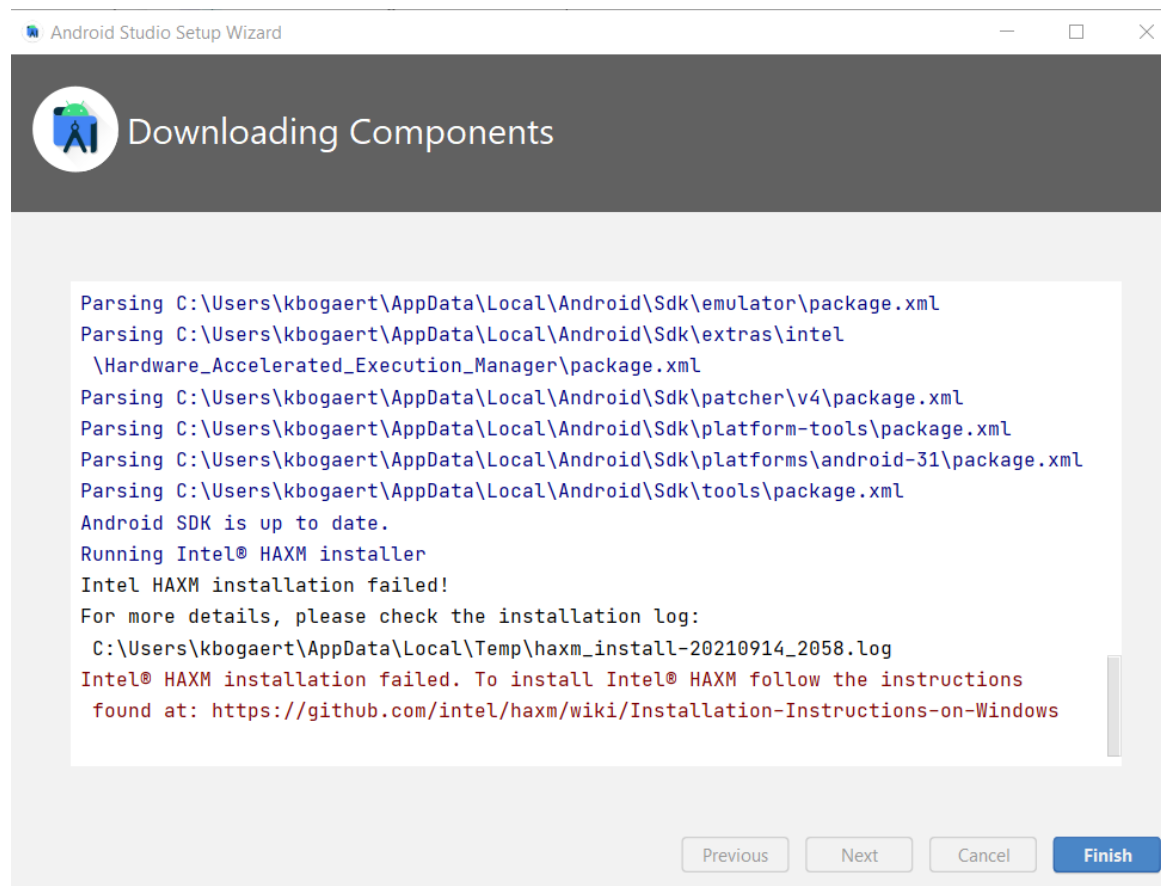 Android Studio Setup Wizard
Downloading Components
Parsing C:\Users\kbogaert\AppData\Local\Android\Sdk\emulator\package.xml
Parsing C:\Users\kbogaert\AppData\Local\Android\Sdk\extras\intel
\Hardware_Accelerated_Execution_Manager\package.xml
Parsing C:\Users\kbogaert\AppData\Local\Android\Sdk\patcher\v4\package.xml
Parsing C:\Users\kbogaert\AppData\Local\Android\Sdk\platform-tools\package.xml
Parsing C:\Users\kbogaert\AppData\Local\Android\Sdk\platforms\android-31\package.xml
Parsing C:\Users\kbogaert\AppData\Local\Android\Sdk\tools\package.xml
Android SDK is up to date.
Running Intel® HAXM installer
Intel HAXM installation failed!
For more details, please check the installation log:
C:\Users\kbogaert\AppData\Local\Temp\haxm_install-20210914_2058.log
Intel® HAXM installation failed. To install Intel® HAXM follow the instructions
found at: https://github.com/intel/haxm/wiki/Installation-Instructions-on-Windows
Previous Next Cancel Finish